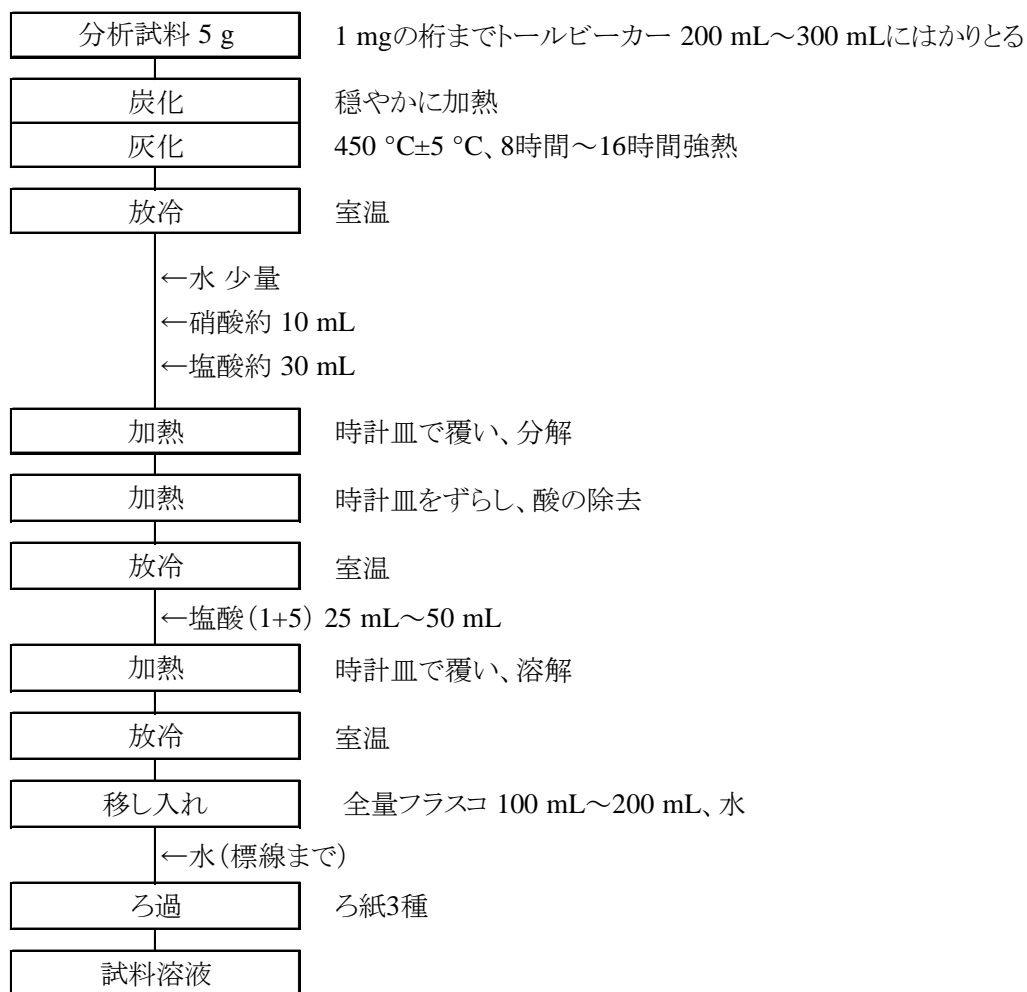 分析試料 5 g 1 mgの桁までトールビーカー 200 mL～300 mLにはかりとる
炭化 穏やかに加熱
灰化 450 °C±5 °C、8時間～16時間強熱
放冷 室温
←水 少量
←硝酸約 10 mL
←塩酸約 30 mL
加熱 時計皿で覆い、分解
加熱 時計皿をずらし、酸の除去
放冷 室温
←塩酸（1+5） 25 mL～50 mL
加熱 時計皿で覆い、溶解
放冷 室温
移し入れ 全量フラスコ 100 mL～200 mL、水
←水（標線まで）
ろ過 ろ紙3種
試料溶液